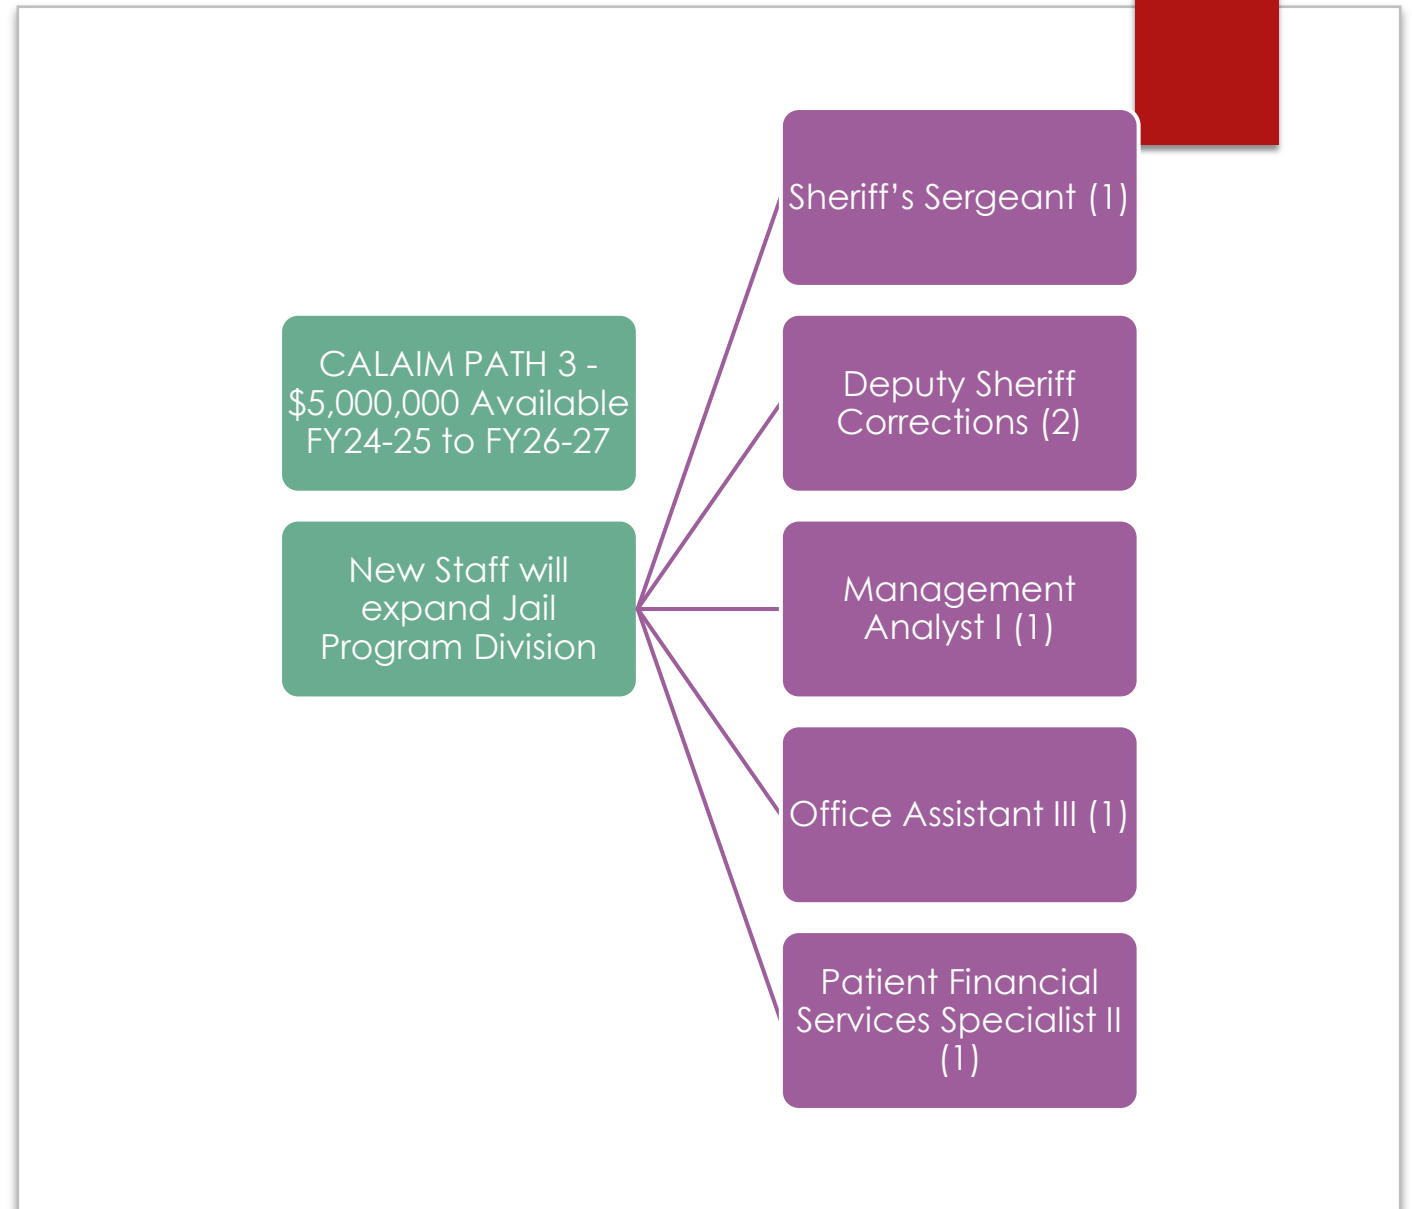 CALAIM PATH 3 -
$5,000,000 Available
FY24-25 to FY26-27
New Staff will
expand Jail
Program Division
Sheriff’s Sergeant (1)
Deputy Sheriff
Corrections (2)
Management
Analyst I (1)
Office Assistant III (1)
Patient Financial
Services Specialist II
(1)